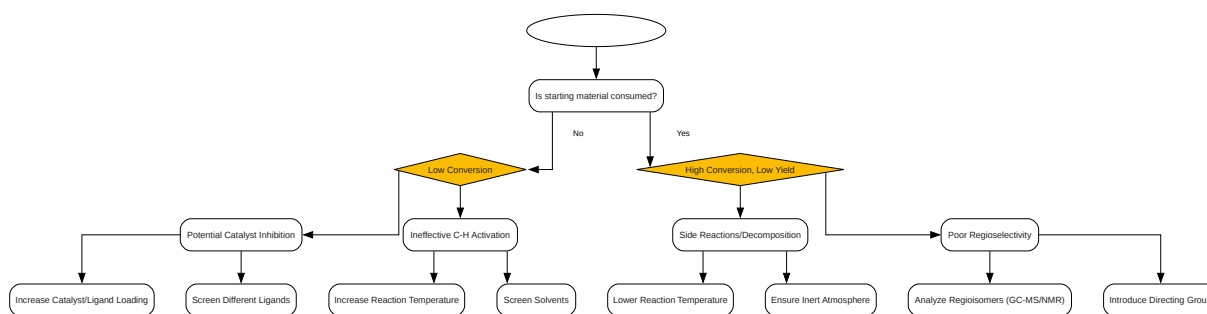 Is starting material consumed?
No
Yes
Low Conversion
High Conversion, Low Yield
Potential Catalyst Inhibition
Ineffective C-H Activation
Side Reactions/Decomposition
Poor Regioselectivity
Increase Catalyst/Ligand Loading
Screen Different Ligands
Increase Reaction Temperature
Screen Solvents
Lower Reaction Temperature
Ensure Inert Atmosphere
Analyze Regioisomers (GC-MS/NMR)
Introduce Directing Group